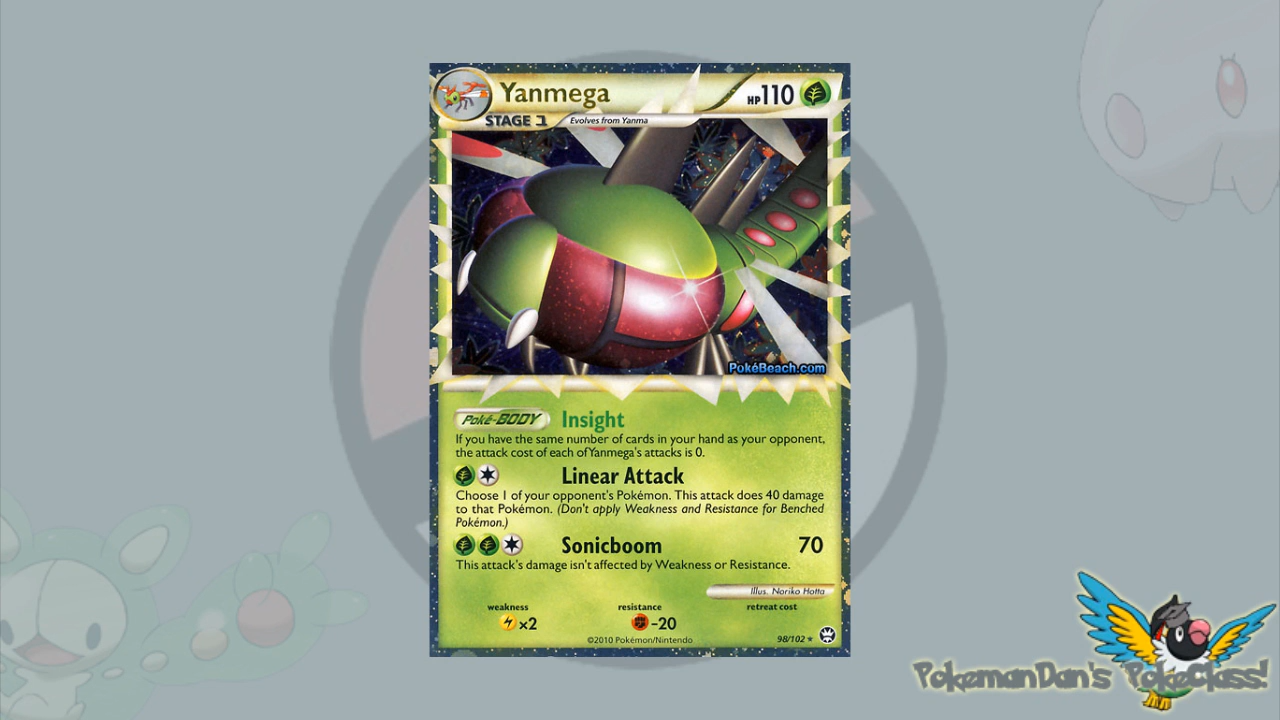 Yanmega
HP110
STAGE 1
Evolves from Yanma
PokéBeach.com
Poké-BODY Insight
If you have the same number of cards in your hand as your opponent,
the attack cost of each of Yanmega's attacks is 0.
Linear Attack
Choose 1 of your opponent's Pokémon. This attack does 40 damage
to that Pokémon. (Don't apply Weakness and Resistance for Benched
Pokémon.)
Sonicboom 70
This attack's damage isn't affected by Weakness or Resistance.
Illus. Noriko Hotta
weakness resistance retreat cost
×2 -20
©2010 Pokémon/Nintendo 98/102
PokemanDan's PokeClass!